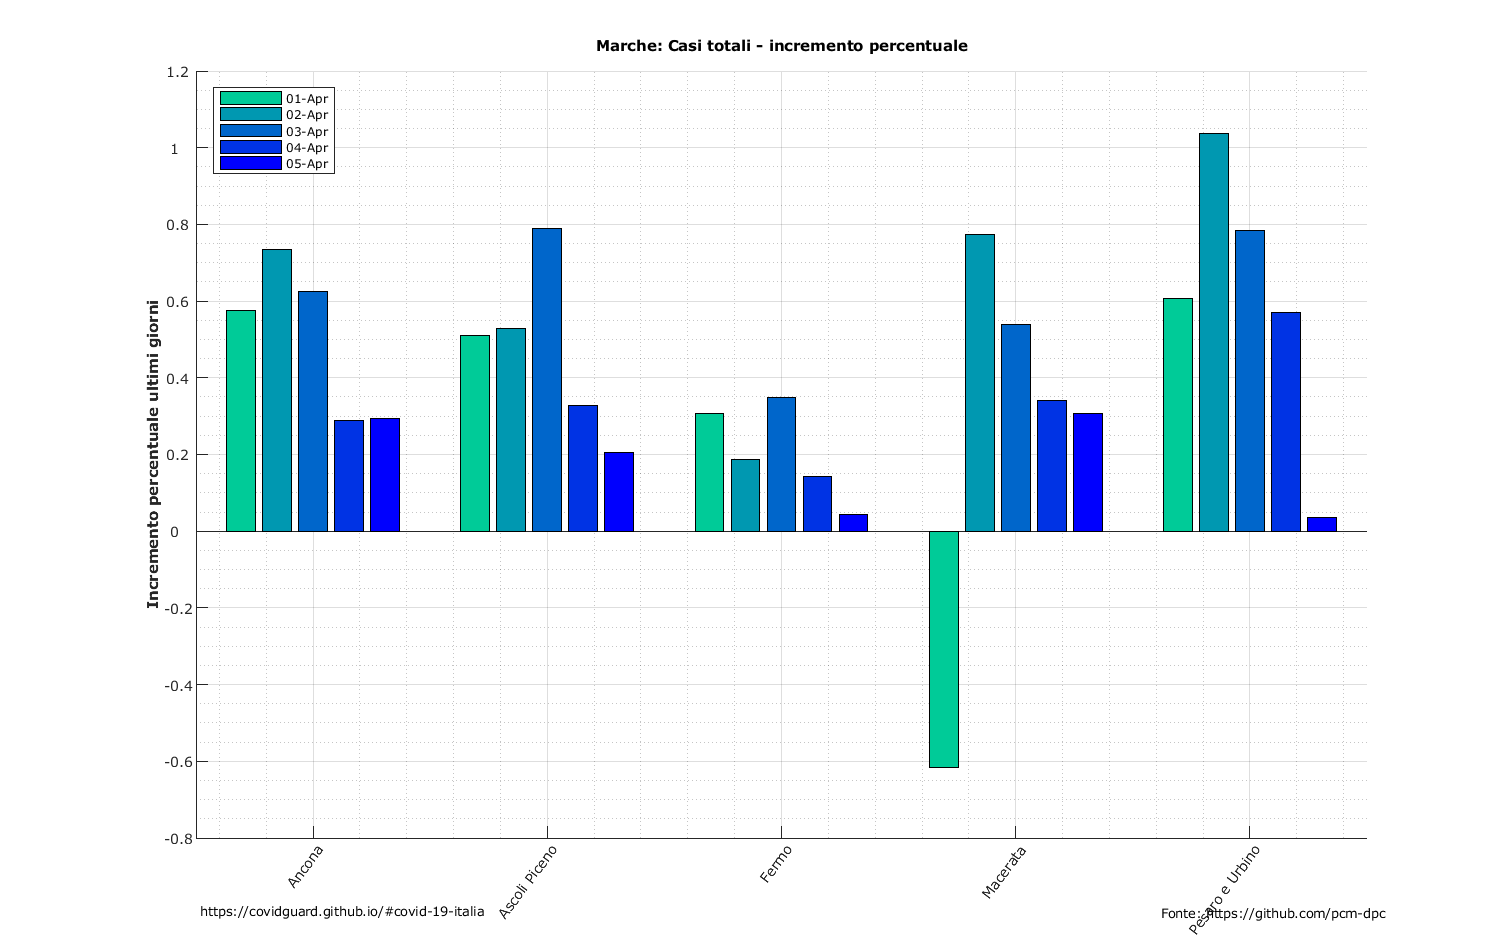 Marche: Casi totali - incremento percentuale
01-Apr
02-Apr
03-Apr
04-Apr
05-Apr
Incremento percentuale ultimi giorni
1.2
1
0.8
0.6
0.4
0.2
0
-0.2
-0.4
-0.6
-0.8
Ancona
Ascoli Piceno
Fermo
Macerata
Pesaro e Urbino
https://covidguard.github.io/#covid-19-italia
Fonte: https://github.com/pcm-dpc